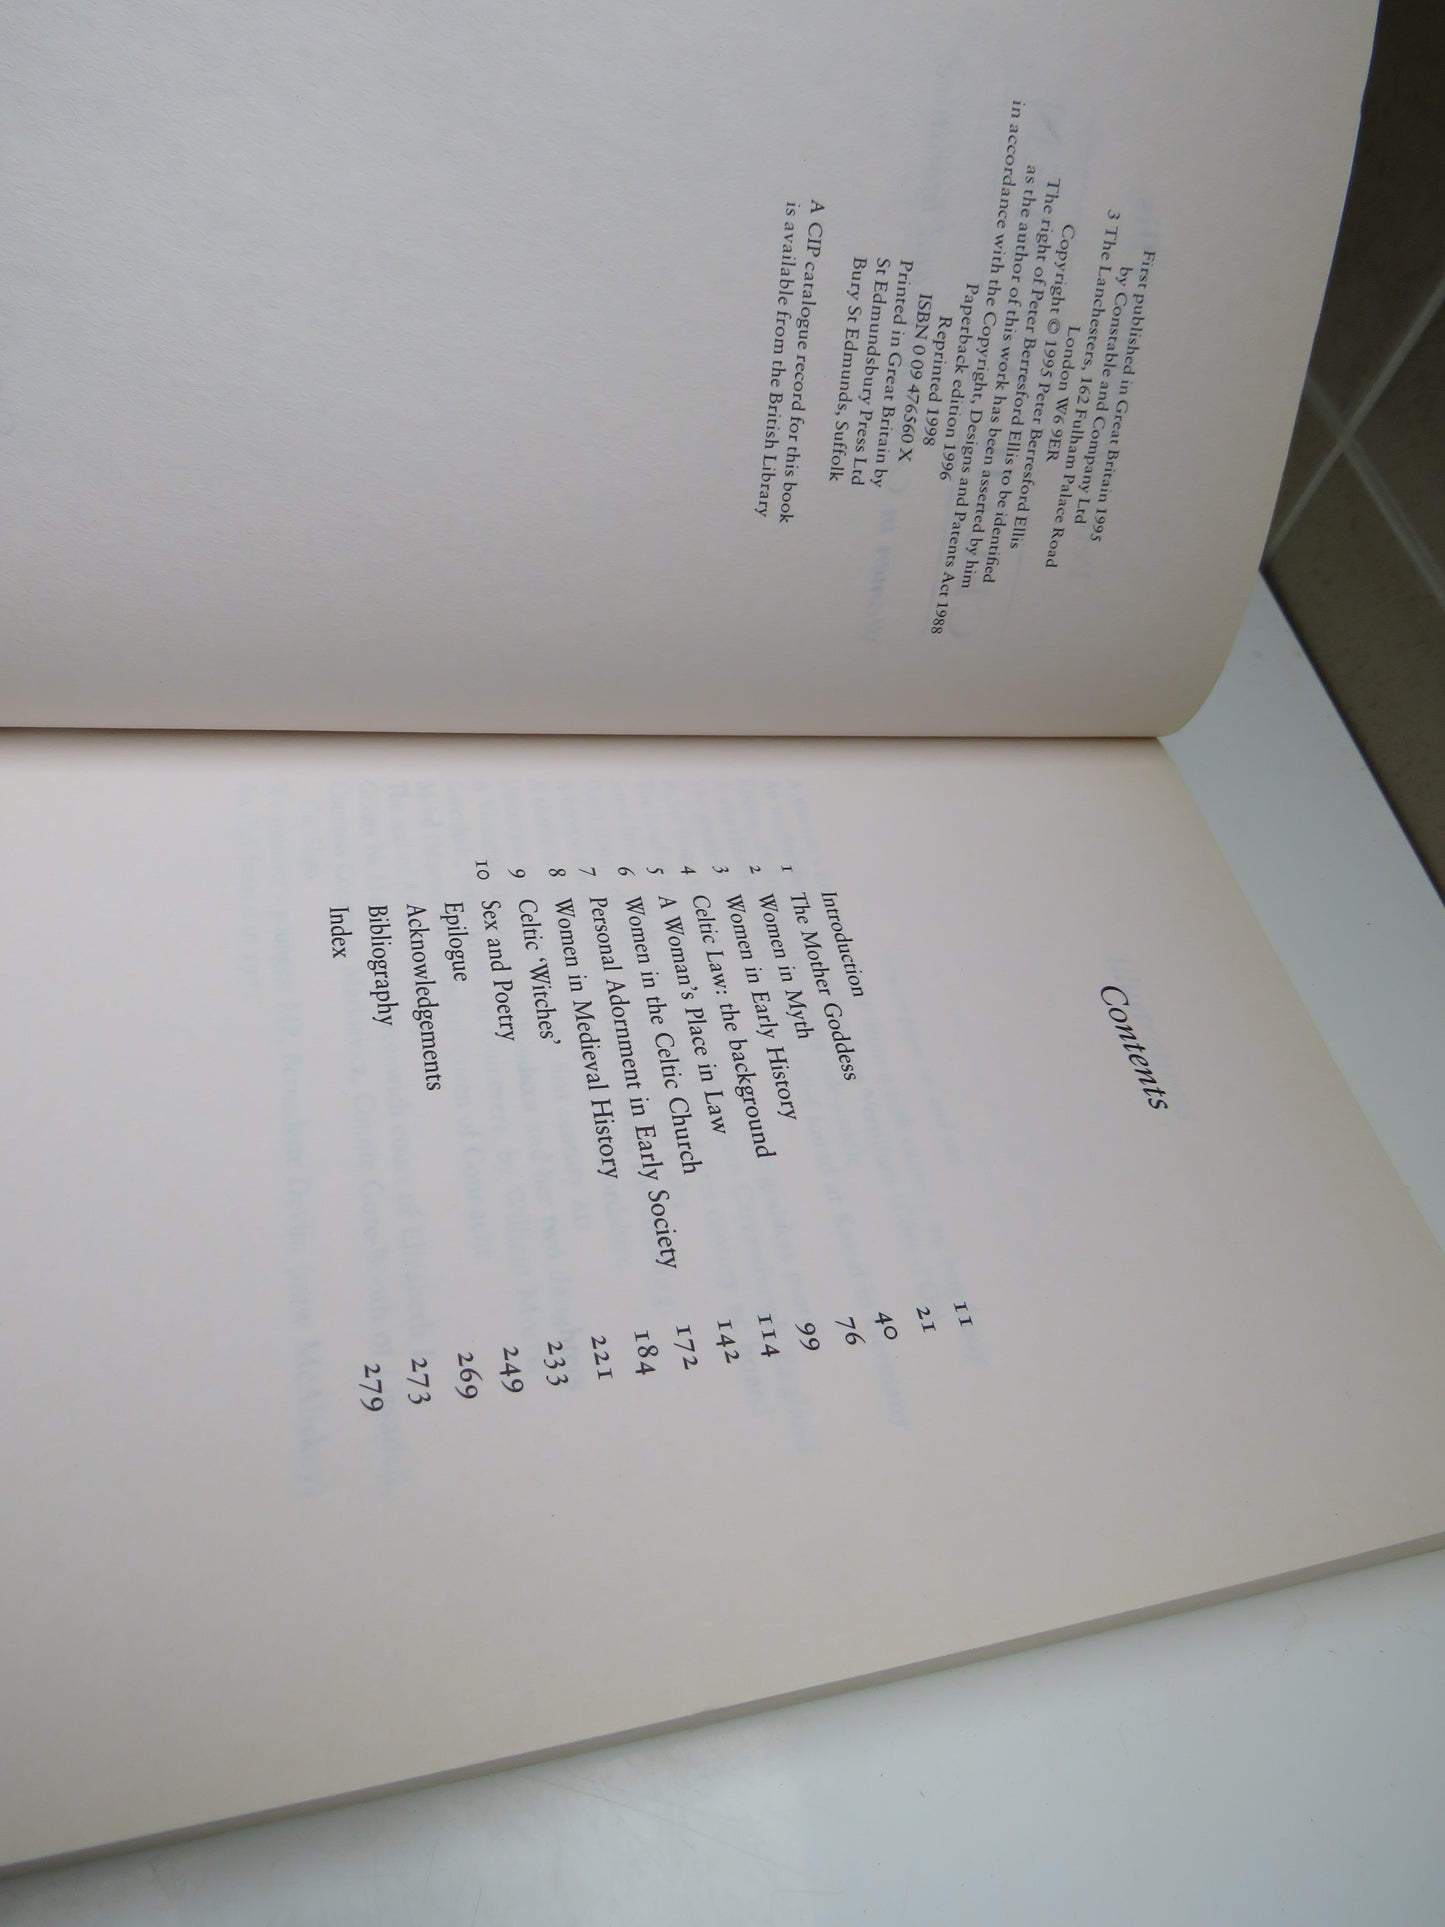 First published in Great Britain 1995
by Constable and Company Ltd
3 The Lanchesters, 162 Fulham Palace Road
London W6 9ER
Copyright © 1995 Peter Berresford Ellis
The right of Peter Berresford Ellis to be identified
as the author of this work has been asserted by him
in accordance with the Copyright, Designs and Patents Act 1988
Paperback edition 1996
Reprinted 1998
ISBN 0 09 476560 X
Printed in Great Britain by
St Edmundsbury Press Ltd
Bury St Edmunds, Suffolk
A CIP catalogue record for this book
is available from the British Library
Contents
Introduction 11
1 The Mother Goddess 21
2 Women in Myth 40
3 Women in Early History 76
4 Celtic Law: the background 99
5 A Woman's Place in Law 114
6 Women in the Celtic Church 142
7 Personal Adornment in Early Society 172
8 Women in Medieval History 184
9 Celtic ‘Witches’ 221
10 Sex and Poetry 233
Epilogue 249
Acknowledgements 269
Bibliography 273
Index 279